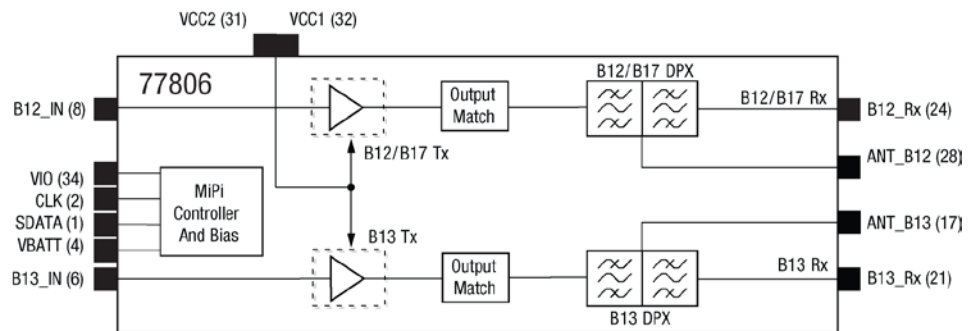 VCC2 (31) VCC1 (32)
77806
B12/B17 DPX
B12_IN (8)
Output
Match
B12/B17 Rx
B12_Rx (24)
B12/B17 Tx
ANT_B12 (28)
VIO (34)
CLK (2)
SDATA (1)
VBATT (4)
MiPi
Controller
And Bias
ANT_B13 (17)
B13 Tx
B13_IN (6)
Output
Match
B13 Rx
B13_Rx (21)
B13 DPX